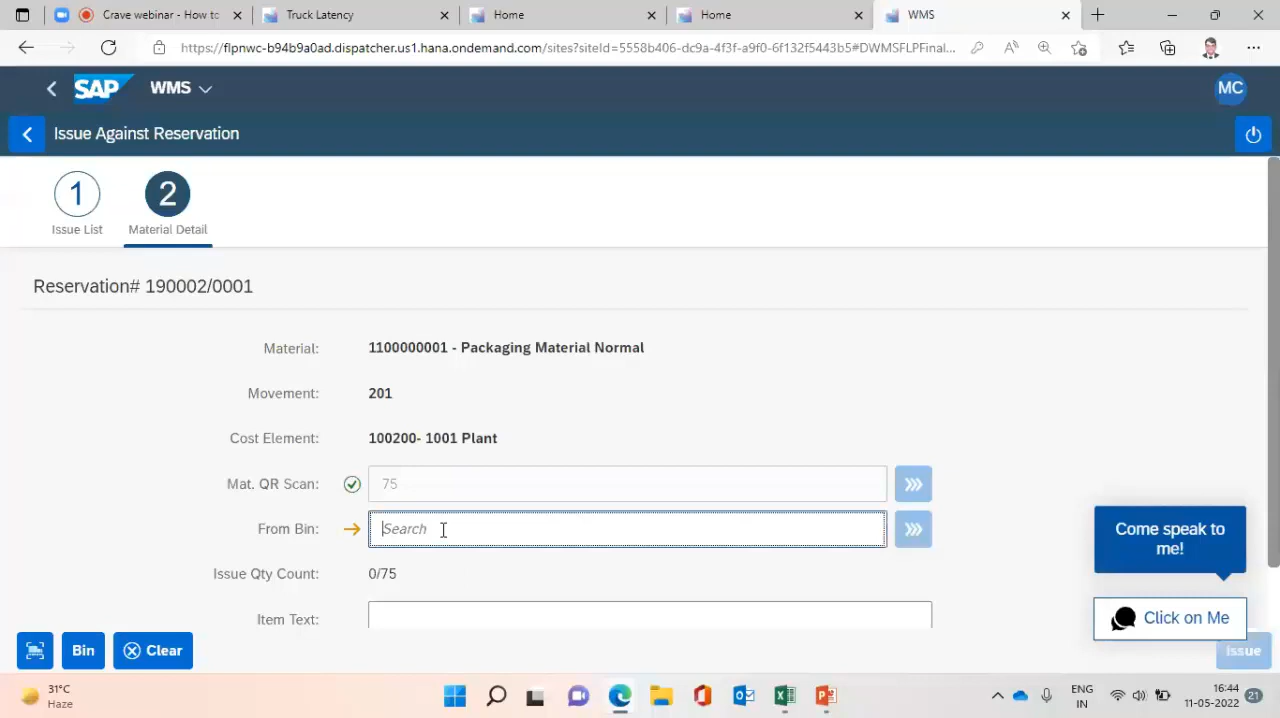 Crave webinar - How to c
Truck Latency
Home
Home
WMS
https://flpnwc-b94b9a0ad.dispatcher.us1.hana.ondemand.com/sites?siteId=5558b406-dc9a-4f3f-a9f0-6f132f5443b5#DWMSFLPFinal...
SAP WMS
MC
Issue Against Reservation
1
2
Issue List
Material Detail
Reservation# 190002/0001
Material: 1100000001 - Packaging Material Normal
Movement: 201
Cost Element: 100200- 1001 Plant
Mat. QR Scan: 75
From Bin: Search
Come speak to
me!
Issue Qty Count: 0/75
Item Text:
Click on Me
Bin
Clear
Issue
31°C
Haze
ENG
IN
16:44
11-05-2022
21